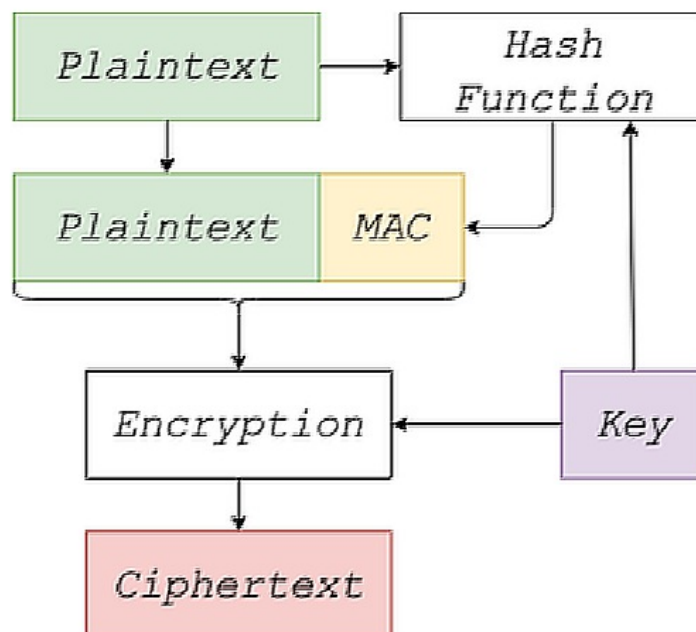 Plaintext
Hash
Function
Plaintext
MAC
Encryption
Key
Ciphertext